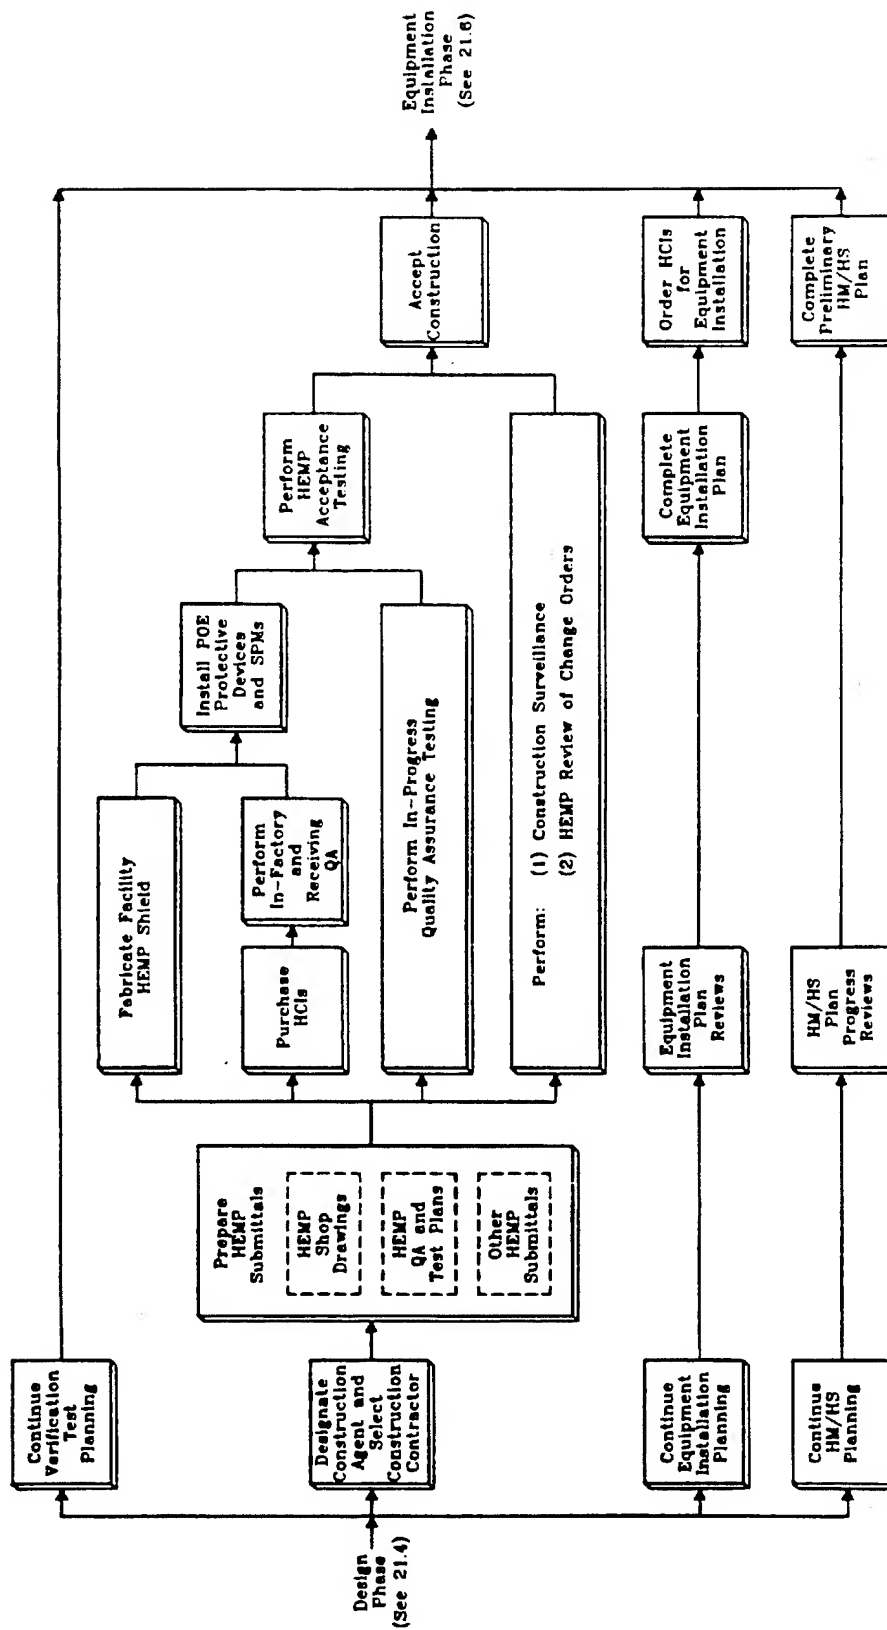 Design
Phase
(See 21.4)
Continue
Verification
Test
Planning
Designate
Construction
Agent and
Select
Construction
Contractor
Continue
Equipment
Installation
Planning
Continue
HM/HS
Planning
Prepare
HEMP
Submittals
HEMP
Shop
Drawings
HEMP
QA and
Test Plans
Other
HEMP
Submittals
Fabricate Facility
HEMP Shield
Purchase
HCIs
Perform
In-Factory
and
Receiving
QA
Perform In-Progress
Quality Assurance Testing
Perform: (1) Construction Surveillance
(2) HEMP Review of Change Orders
Equipment
Installation
Plan
Reviews
HM/HS
Plan
Progress
Reviews
Install POE
Protective
Devices
and SPMs
Perform
HEMP
Acceptance
Testing
Complete
Equipment
Installation
Plan
Accept
Construction
Order HCIs
for
Equipment
Installation
Complete
Preliminary
HM/HS
Plan
Equipment
Installation
Phase
(See 21.6)